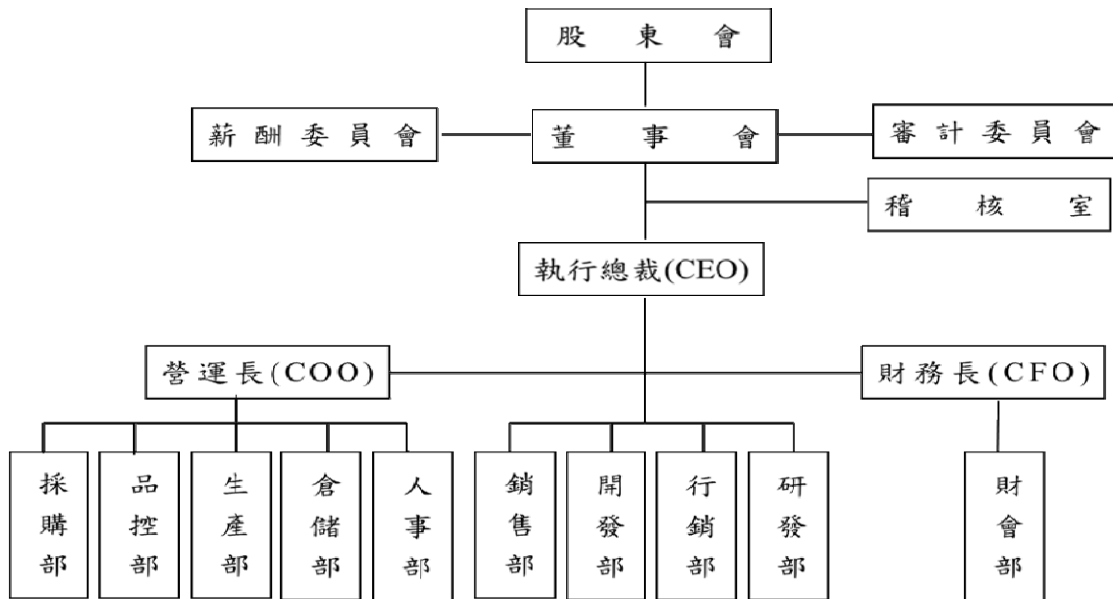 股東會
薪酬委員會
董事會
審計委員會
稽核室
執行總裁(CEO)
營運長(COO)
財務長(CFO)
採購部
品控部
生產部
倉儲部
人事部
銷售部
開發部
行銷部
研發部
財會部